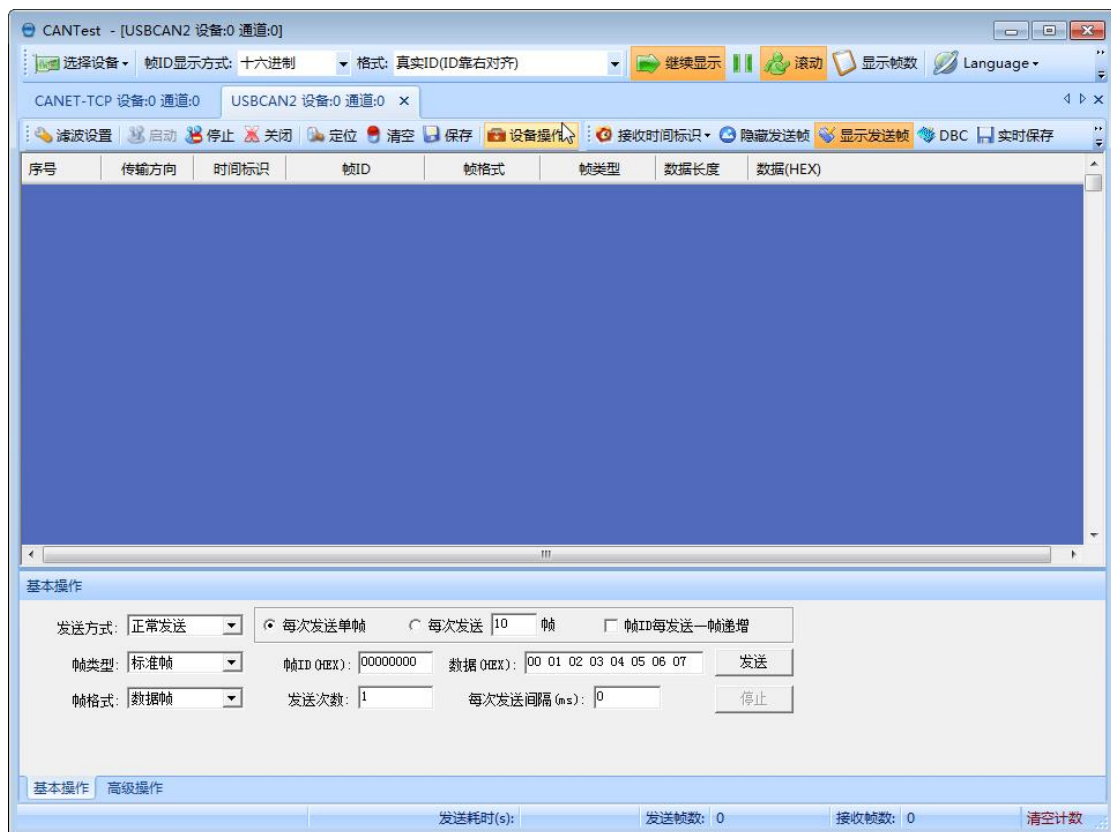 CANTest - [USBCAN2 设备:0 通道:0]
选择设备 帧ID显示方式: 十六进制 格式: 真实ID(ID靠右对齐) 继续显示 滚动 显示帧数 Language
CANET-TCP 设备:0 通道:0 USBCAN2 设备:0 通道:0
滤波设置 启动 停止 关闭 定位 清空 保存 设备操作 接收时间标识 隐藏发送帧 显示发送帧 DBC 实时保存
序号 传输方向 时间标识 帧ID 帧格式 帧类型 数据长度 数据(HEX)
基本操作
发送方式: 正常发送 每次发送单帧 每次发送 10 帧 帧ID每发送一帧递增
帧类型: 标准帧 帧ID(HEX): 00000000 数据(HEX): 00 01 02 03 04 05 06 07 发送
帧格式: 数据帧 发送次数: 1 每次发送间隔(ms): 0 停止
基本操作 高级操作
发送耗时(s): 发送帧数: 0 接收帧数: 0 清空计数